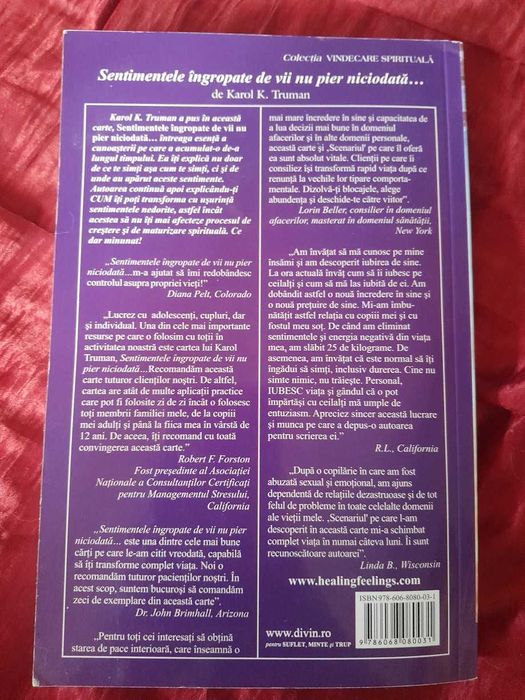 Colecția VINDECARE SPIRITUALĂ
Sentimentele îngropate de vii nu pier niciodată...
de Karol K. Truman
Karol K. Truman a pus în această
carte, Sentimentele îngropate de vii nu
pier niciodată... întreaga esență a
cunoașterii pe care a acumulat-o de-a
lungul timpului. Ea îți explică nu doar
de ce te simți așa cum te simți, ci și de
unde au apărut aceste sentimente.
Autoarea continuă apoi explicându-ți
CUM îți poți transforma cu ușurință
sentimentele nedorite, astfel încât
acestea să nu îți mai afecteze procesul de
creștere și de maturizare spirituală. Ce
dar minunat!
„Sentimentele îngropate de vii nu pier
niciodată...m-a ajutat să îmi redobândesc
controlul asupra propriei vieți!”
Diana Pelt, Colorado
„Lucrez cu adolescenți, cupluri, dar
și individual. Una din cele mai importante
resurse pe care o folosim cu toții în
activitatea noastră este cartea lui Karol
Truman, Sentimentele îngropate de vii nu
pier niciodată...Recomandăm această
carte tuturor clienților noștri. De altfel,
cartea are atât de multe aplicații practice
care pot fi folosite zi de zi încât o folosesc
toți membrii familiei mele, de la copiii
mei adulți și până la fiica mea în vârstă de
12 ani. De aceea, îți recomand cu toată
convingerea această carte.”
Robert F. Forston
Fost președinte al Asociației
Naționale a Consultanților Certificați
pentru Managementul Stresului,
California
„Sentimentele îngropate de vii nu pier
niciodată... este una dintre cele mai bune
cărți pe care le-am citit vreodată, capabilă
să îți transforme complet viața. Noi o
recomandăm tuturor pacienților noștri. În
acest scop, suntem bucuroși să comandăm
zeci de exemplare din această carte”.
Dr. John Brimhall, Arizona
„Pentru toți cei interesați să obțină
starea de pace interioară, care înseamnă o
mai mare încredere în sine și capacitatea de
a lua decizii mai bune în domeniul
afacerilor și în alte domenii personale,
această carte și „Scenariul” pe care îl oferă
ea sunt absolut vitale. Clienții pe care îi
consiliez își transformă rapid viața după ce
renunță la vechile lor tipare comporta-
mentale. Dizolvă-ți blocajele, alege
abundența și deschide-te către viitor”.
Lorin Beller, consilier în domeniul
afacerilor, masterat în domeniul sănătății,
New York
„Am învățat să mă cunosc pe mine
însămi și am descoperit iubirea de sine.
La ora actuală învăț cum să îi iubesc pe
ceilalți și cum să mă las iubită de ei. Am
dobândit astfel o nouă încredere în sine și
o nouă prețuire de sine. Mi-am îmbu-
nătățit astfel relația cu copiii mei și cu
fostul meu soț. De când am eliminat
sentimentele și energia negativă din viața
mea, am slăbit 25 de kilograme. De
asemenea, am învățat că este normal să îți
îngădui să simți, inclusiv durerea. Cine nu
simte nimic, nu trăiește. Personal,
IUBESC viața și gândul că o pot
împărtăși cu ceilalți mă umple de
entuziasm. Apreciez sincer această lucrare
și munca pe care a depus-o autoarea
pentru scrierea ei”.
R.L., California
„După o copilărie în care am fost
abuzată sexual și emoțional, am ajuns
dependentă de relațiile dezastruoase și de tot
felul de probleme în toate celelalte domenii
ale vieții mele. „Scenariul” pe care l-am
descoperit în această carte mi-a schimbat
complet viața în numai câteva luni. Îi sunt
recunoscătoare autoarei”.
Linda B., Wisconsin
www.healingfeelings.com
www.divin.ro
pentru SUFLET, MINTE și TRUP
ISBN 978-606-8080-03-1
9 786068 080031